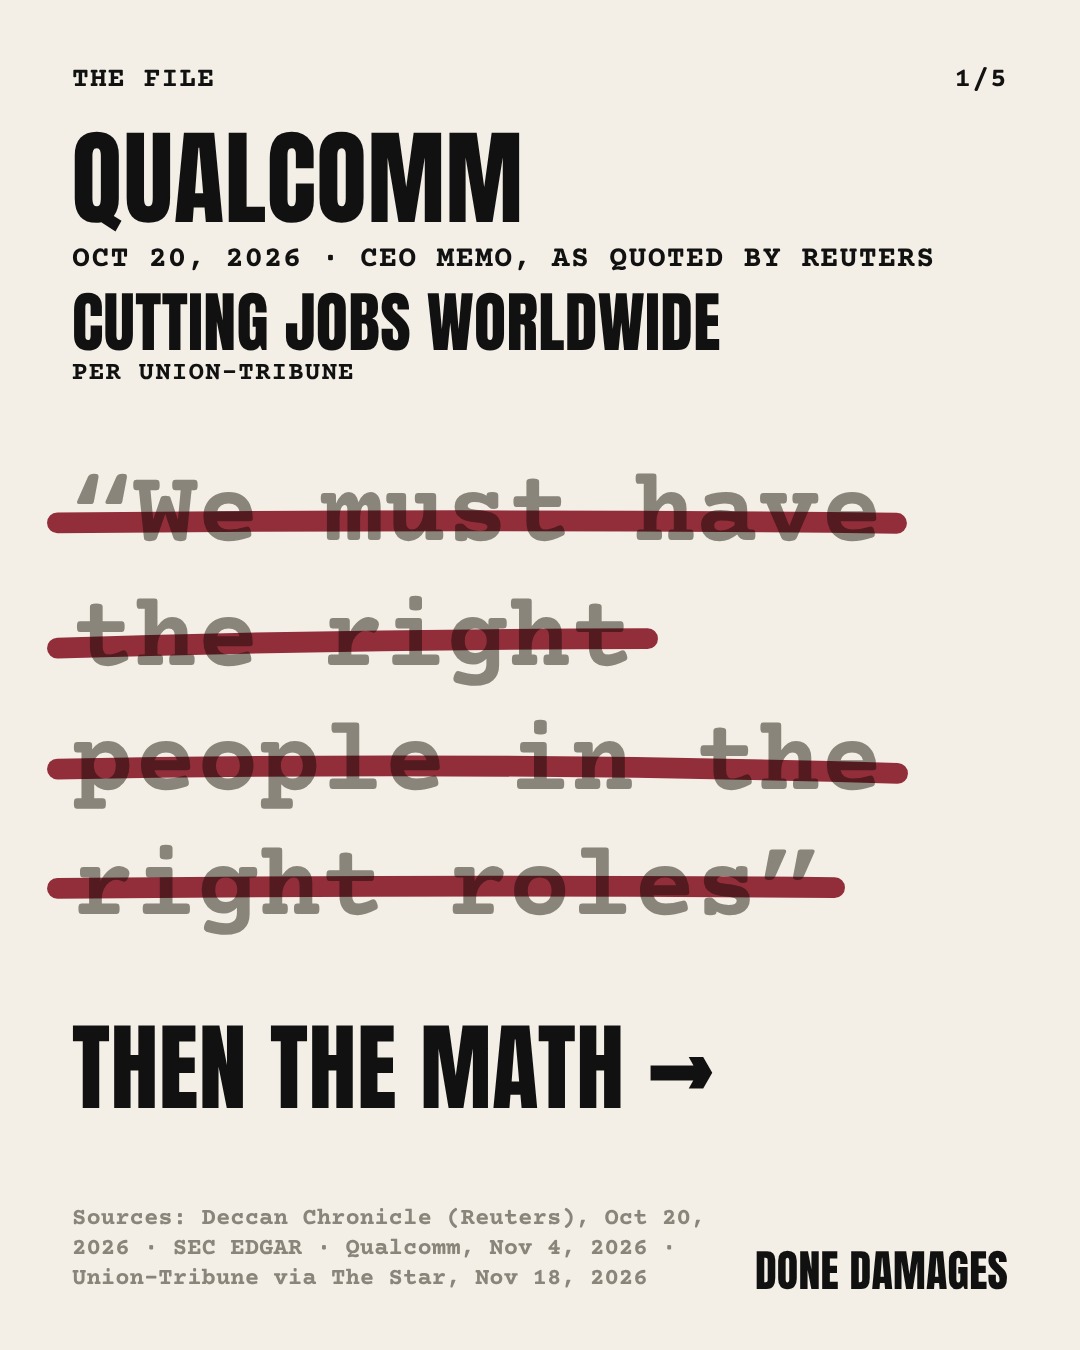 THE FILE
1/5
QUALCOMM
OCT 20, 2026 · CEO MEMO, AS QUOTED BY REUTERS
CUTTING JOBS WORLDWIDE
PER UNION-TRIBUNE
“We must have
the right
people in the
right roles”
THEN THE MATH →
Sources: Deccan Chronicle (Reuters), Oct 20,
2026 · SEC EDGAR · Qualcomm, Nov 4, 2026 ·
Union-Tribune via The Star, Nov 18, 2026
DONE DAMAGES